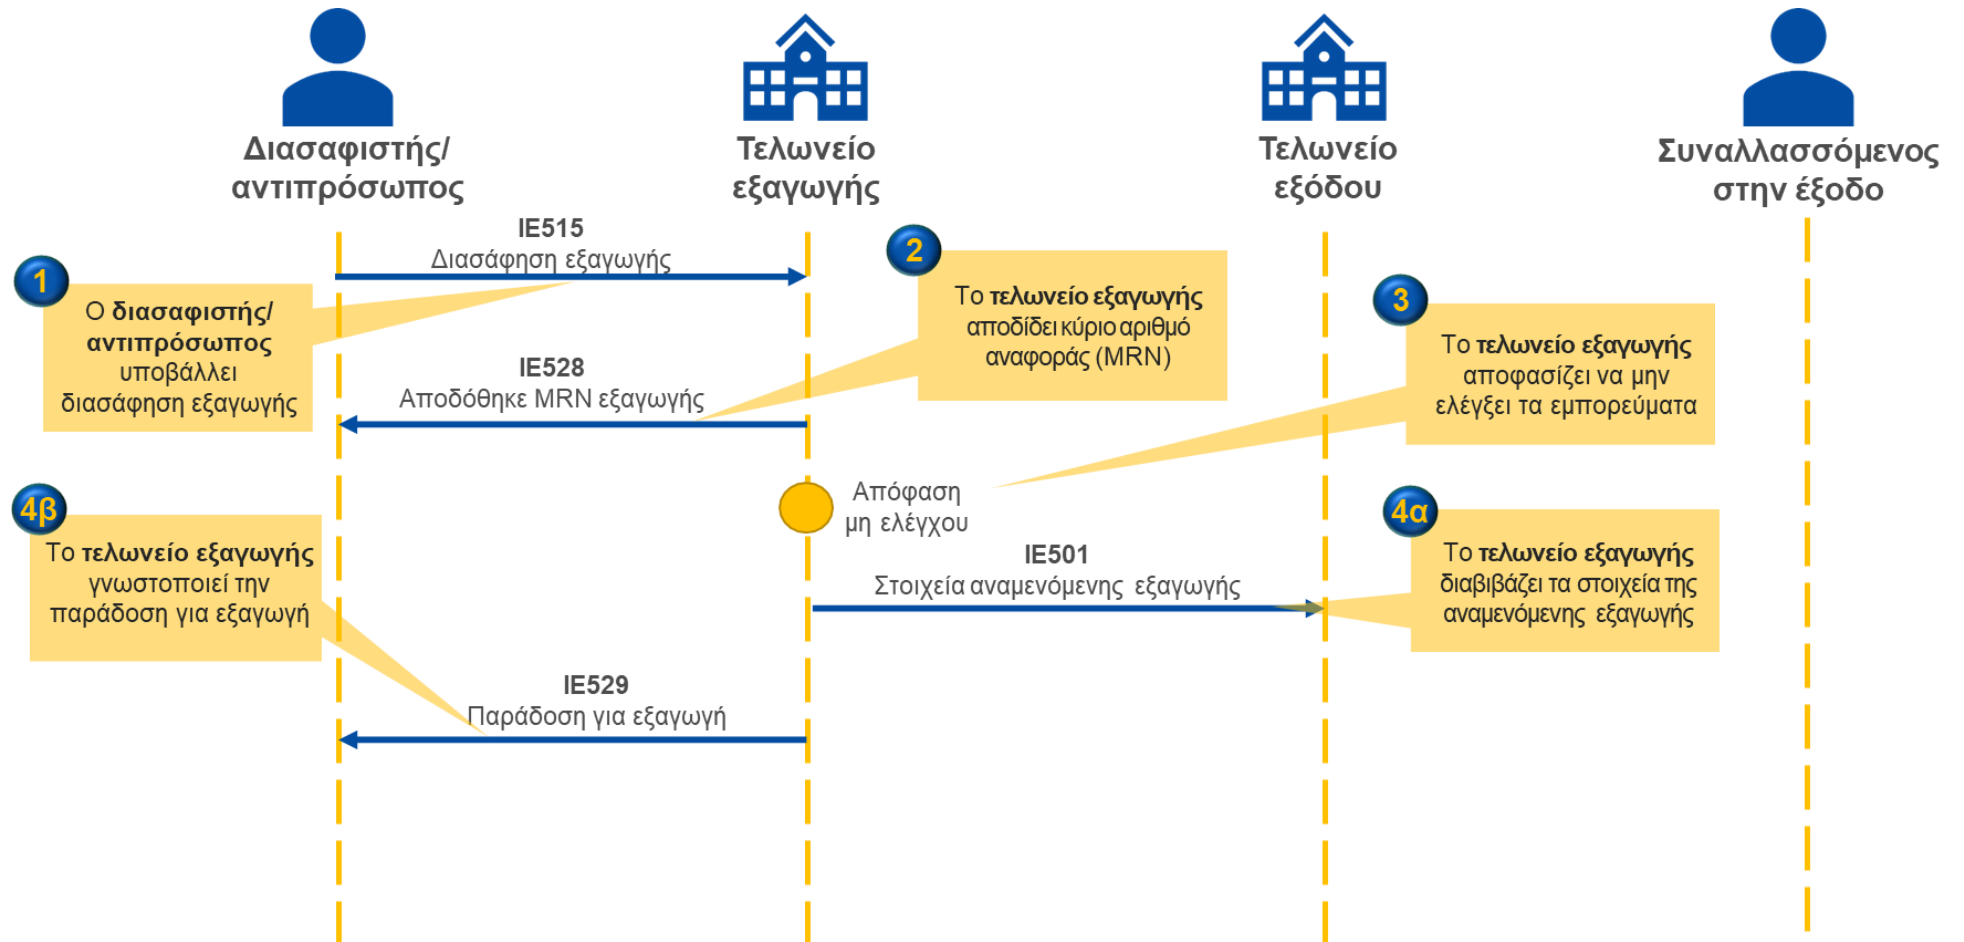 Διασαφιστής/
αντιπρόσωπος
Τελωνείο
εξαγωγής
Τελωνείο
εξόδου
Συναλλασσόμενος
στην έξοδο
IE515
Διασάφηση εξαγωγής
1
Ο διασαφιστής/
αντιπρόσωπος
υποβάλλει
διασάφηση εξαγωγής
2
Το τελωνείο εξαγωγής
αποδίδει κύριο αριθμό
αναφοράς (MRN)
IE528
Αποδόθηκε MRN εξαγωγής
3
Το τελωνείο εξαγωγής
αποφασίζει να μην
ελέγξει τα εμπορεύματα
Απόφαση
μη ελέγχου
4α
Το τελωνείο εξαγωγής
διαβιβάζει τα στοιχεία της
αναμενόμενης εξαγωγής
IE501
Στοιχεία αναμενόμενης εξαγωγής
4β
Το τελωνείο εξαγωγής
γνωστοποιεί την
παράδοση για εξαγωγή
IE529
Παράδοση για εξαγωγή